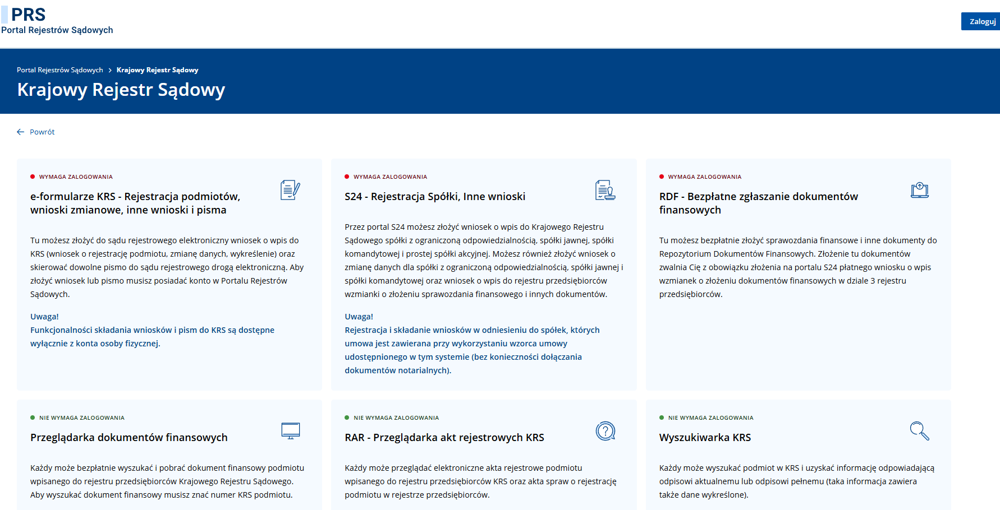 PRS
Portal Rejestrów Sądowych
Zaloguj
Portal Rejestrów Sądowych > Krajowy Rejestr Sądowy
Krajowy Rejestr Sądowy
Powrót
WYMAGA ZALOGOWANIA
e-formularze KRS - Rejestracja podmiotów,
wnioski zmianowe, inne wnioski i pisma
Tu możesz złożyć do sądu rejestrowego elektroniczny wniosek o wpis do
KRS (wniosek o rejestrację podmiotu, zmianę danych, wykreślenie) oraz
skierować dowolne pismo do sądu rejestrowego drogą elektroniczną. Aby
złożyć wniosek lub pismo musisz posiadać konto w Portalu Rejestrów
Sądowych.
Uwaga!
Funkcjonalności składania wniosków i pism do KRS są dostępne
wyłącznie z konta osoby fizycznej.
WYMAGA ZALOGOWANIA
S24 - Rejestracja Spółki, Inne wnioski
Przez portal S24 możesz złożyć wniosek o wpis do Krajowego Rejestru
Sądowego spółki z ograniczoną odpowiedzialnością, spółki jawnej, spółki
komandytowej i prostej spółki akcyjnej. Możesz również złożyć wniosek o
zmianę danych dla spółki z ograniczoną odpowiedzialnością, spółki jawnej i
spółki komandytowej oraz wniosek o wpis do rejestru przedsiębiorców
wzmianki o złożeniu sprawozdania finansowego i innych dokumentów.
Uwaga!
Rejestracja i składanie wniosków w odniesieniu do spółek, których
umowa jest zawierana przy wykorzystaniu wzorca umowy
udostępnionego w tym systemie (bez konieczności dołączania
dokumentów notarialnych).
WYMAGA ZALOGOWANIA
RDF - Bezpłatne zgłaszanie dokumentów
finansowych
Tu możesz bezpłatnie złożyć sprawozdania finansowe i inne dokumenty do
Repozytorium Dokumentów Finansowych. Złożenie tu dokumentów
zwalnia Cię z obowiązku złożenia na portalu S24 płatnego wniosku o wpis
wzmianek o złożeniu dokumentów finansowych w dziale 3 rejestru
przedsiębiorców.
NIE WYMAGA ZALOGOWANIA
Przeglądarka dokumentów finansowych
Każdy może bezpłatnie wyszukać i pobrać dokument finansowy podmiotu
wpisanego do rejestru przedsiębiorców Krajowego Rejestru Sądowego.
Aby wyszukać dokument finansowy musisz znać numer KRS podmiotu.
NIE WYMAGA ZALOGOWANIA
RAR - Przeglądarka akt rejestrowych KRS
Każdy może przeglądać elektroniczne akta rejestrowe podmiotu
wpisanego do rejestru przedsiębiorców KRS oraz akta spraw o rejestrację
podmiotu w rejestrze przedsiębiorców.
NIE WYMAGA ZALOGOWANIA
Wyszukiwarka KRS
Każdy może wyszukać podmiot w KRS i uzyskać informację odpowiadającą
odpisowi aktualnemu lub odpisowi pełnemu (taka informacja zawiera
także dane wykreślone).